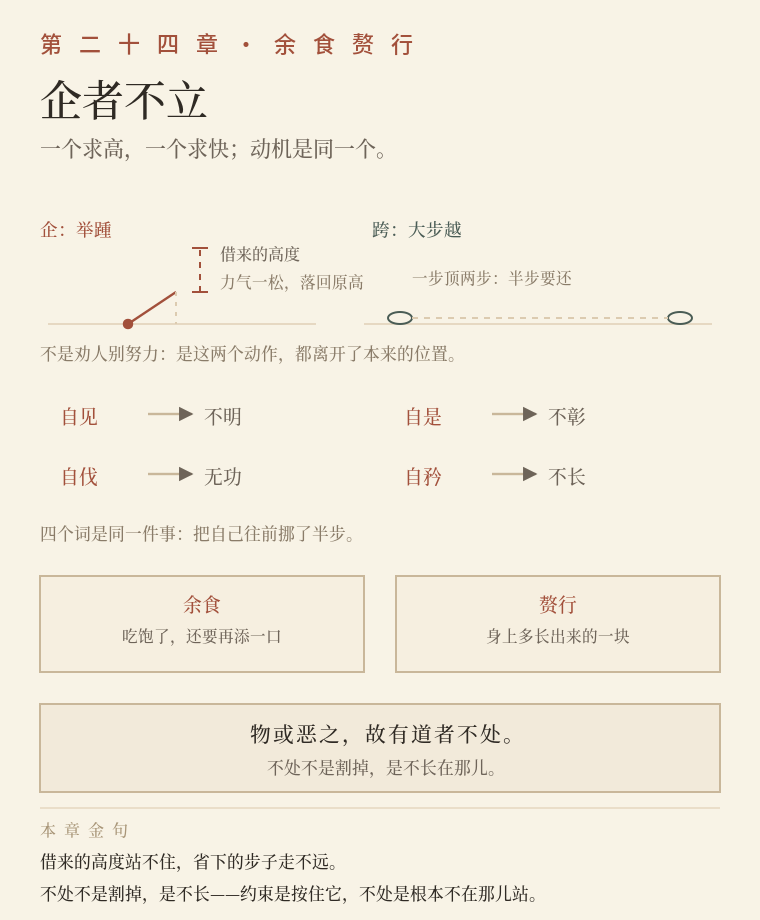 第二十四章·余食赘行
企者不立
一个求高，一个求快；动机是同一个。
企：举踵
跨：大步越
借来的高度
力气一松，落回原高
一步顶两步：半步要还
不是劝人别努力：是这两个动作，都离开了本来的位置。
自见 不明 自是 不彰
自伐 无功 自矜 不长
四个词是同一件事：把自己往前挪了半步。
余食
吃饱了，还要再添一口
赘行
身上多长出来的一块
物或恶之，故有道者不处。
不处不是割掉，是不长在那儿。
本章金句
借来的高度站不住，省下的步子走不远。
不处不是割掉，是不长——约束是按住它，不处是根本不在那儿站。